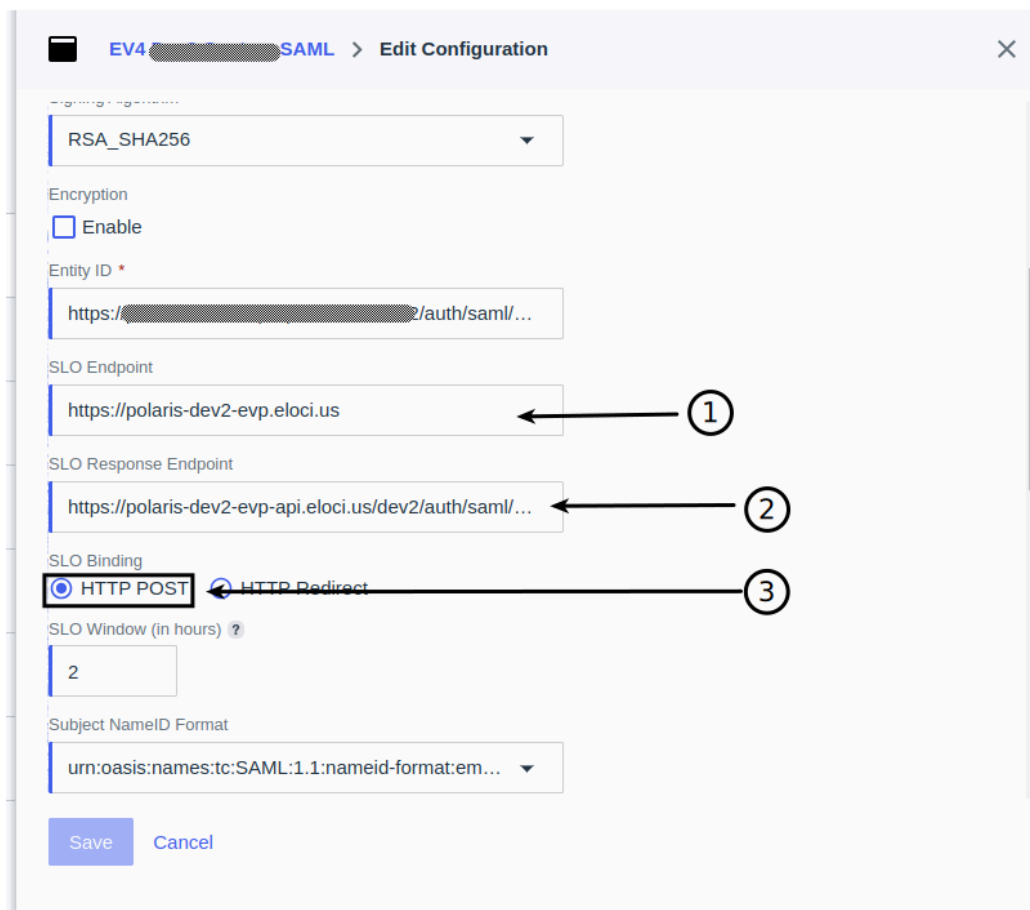 EV4 SAML > Edit Configuration
Signing Algorithm
RSA_SHA256
Encryption
Enable
Entity ID *
https:/ 2/auth/saml/...
SLO Endpoint
https://polaris-dev2-evp.eloci.us
1
SLO Response Endpoint
https://polaris-dev2-evp-api.eloci.us/dev2/auth/saml/...
2
SLO Binding
HTTP POST HTTP Redirect
3
SLO Window (in hours) ?
2
Subject NameID Format
urn:oasis:names:tc:SAML:1.1:nameid-format:em...
Save Cancel